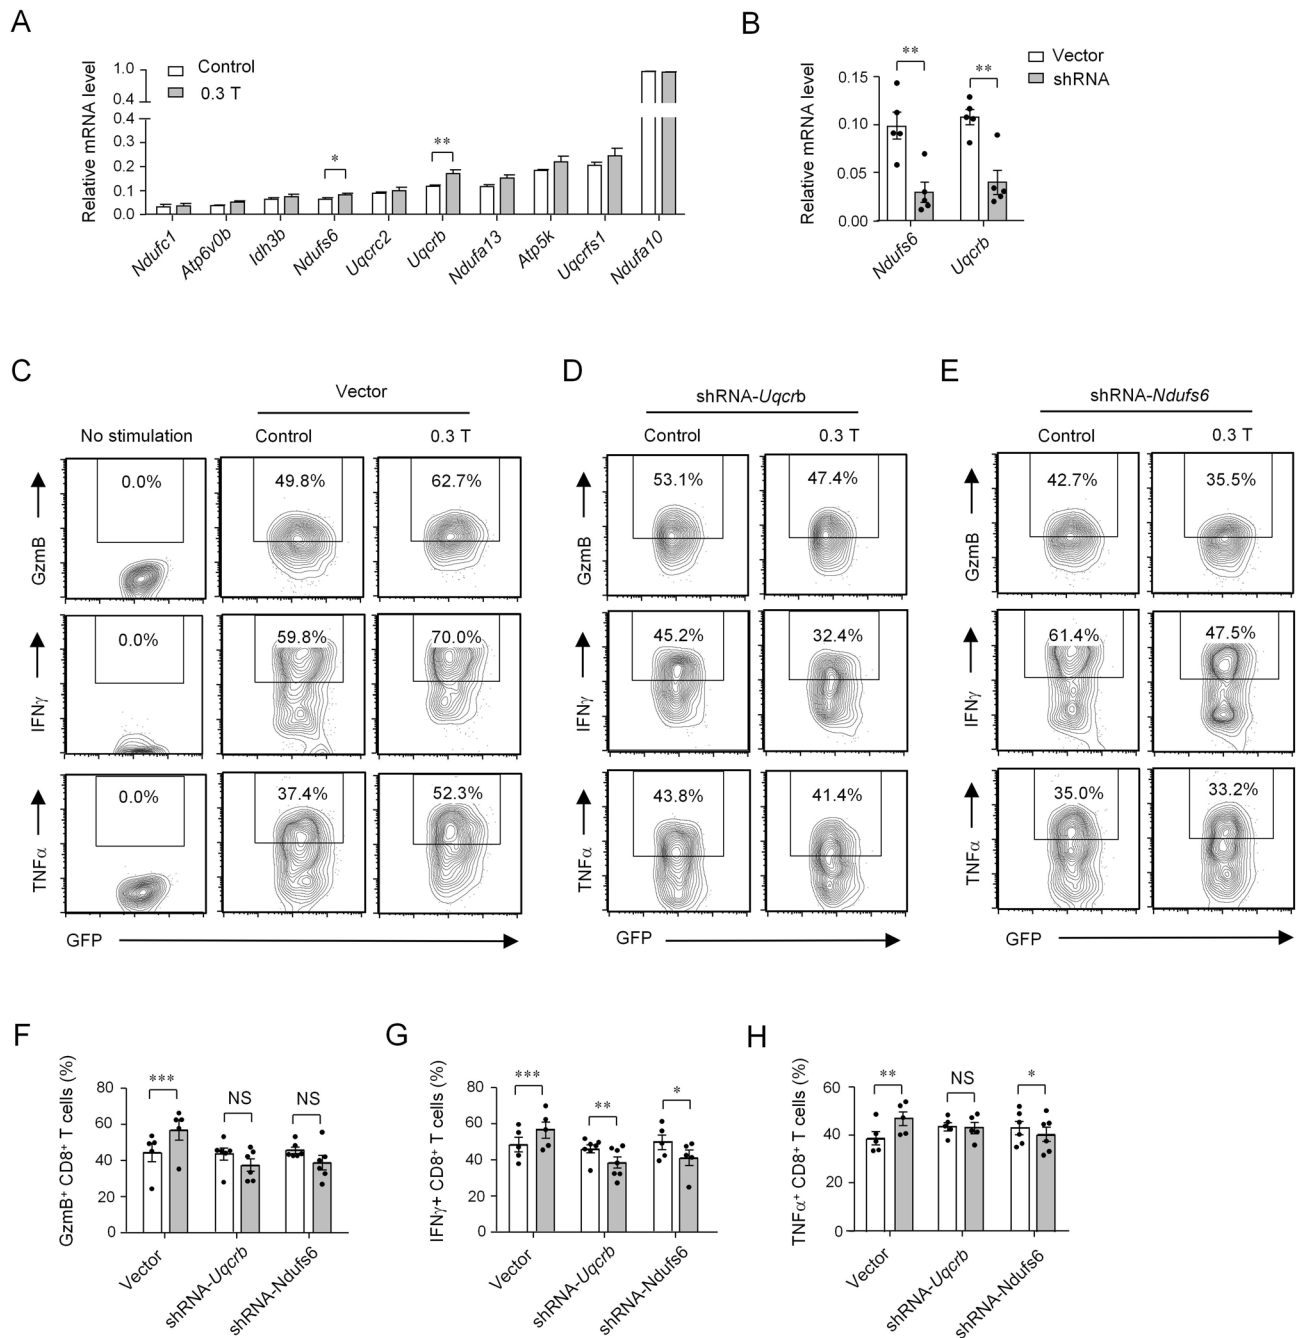 A
B
Control
0.3 T
Relative mRNA level
1.0
0.4
0.4
0.3
0.2
0.1
0.0
*
**
Ndufc1
Atp6v0b
Idh3b
Ndufs6
Uqcrc2
Uqcrb
Ndufa13
Atp5k
Uqcrfs1
Ndufa10
Vector
shRNA
Relative mRNA level
0.15
0.10
0.05
0.00
**
**
Ndufs6
Uqcrb
C
Vector
No stimulation
Control
0.3 T
GzmB
0.0%
49.8%
62.7%
IFNγ
0.0%
59.8%
70.0%
TNFα
0.0%
37.4%
52.3%
GFP
D
shRNA-Uqcrb
Control
0.3 T
GzmB
53.1%
47.4%
IFNγ
45.2%
32.4%
TNFα
43.8%
41.4%
GFP
E
shRNA-Ndufs6
Control
0.3 T
GzmB
42.7%
35.5%
IFNγ
61.4%
47.5%
TNFα
35.0%
33.2%
GFP
F
GzmB⁺ CD8⁺ T cells (%)
80
60
40
20
0
***
NS
NS
Vector
shRNA-Uqcrb
shRNA-Ndufs6
G
IFNγ+ CD8⁺ T cells (%)
80
60
40
20
0
***
**
*
Vector
shRNA-Uqcrb
shRNA-Ndufs6
H
TNFα⁺ CD8⁺ T cells (%)
60
40
20
0
**
NS
*
Vector
shRNA-Uqcrb
shRNA-Ndufs6